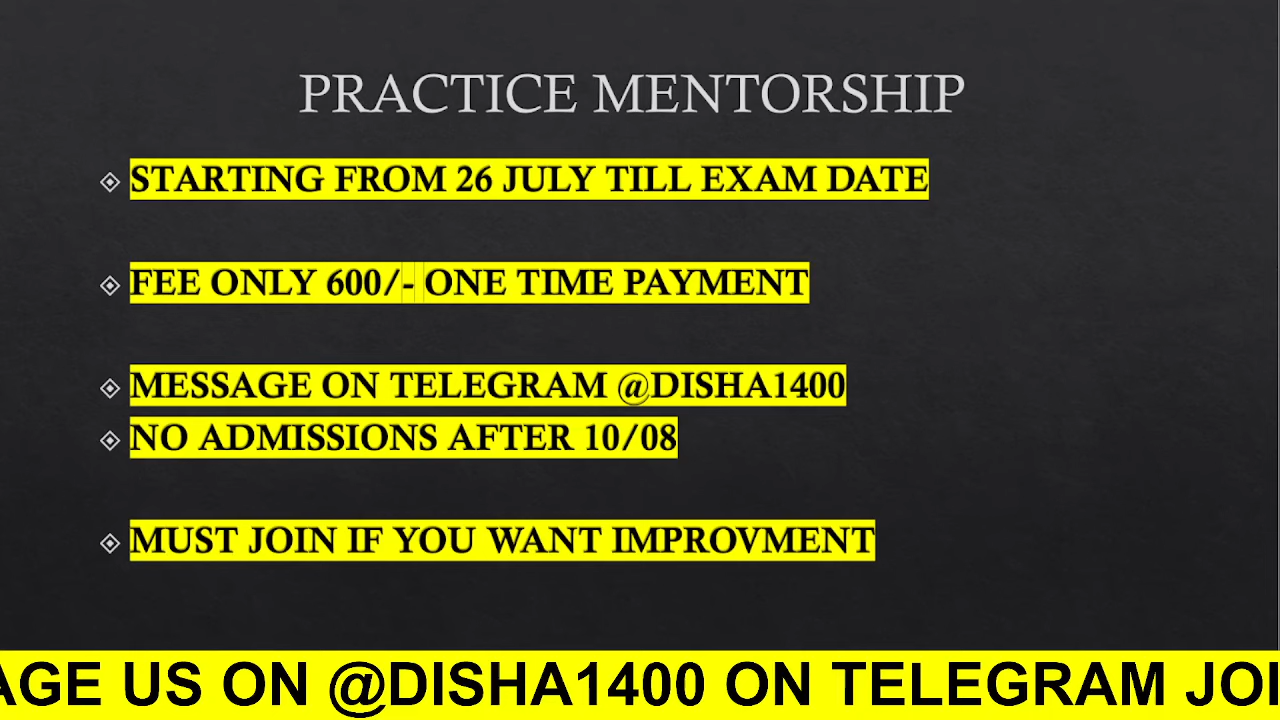 PRACTICE MENTORSHIP
STARTING FROM 26 JULY TILL EXAM DATE
FEE ONLY 600/- ONE TIME PAYMENT
MESSAGE ON TELEGRAM @DISHA1400
NO ADMISSIONS AFTER 10/08
MUST JOIN IF YOU WANT IMPROVMENT
AGE US ON @DISHA1400 ON TELEGRAM